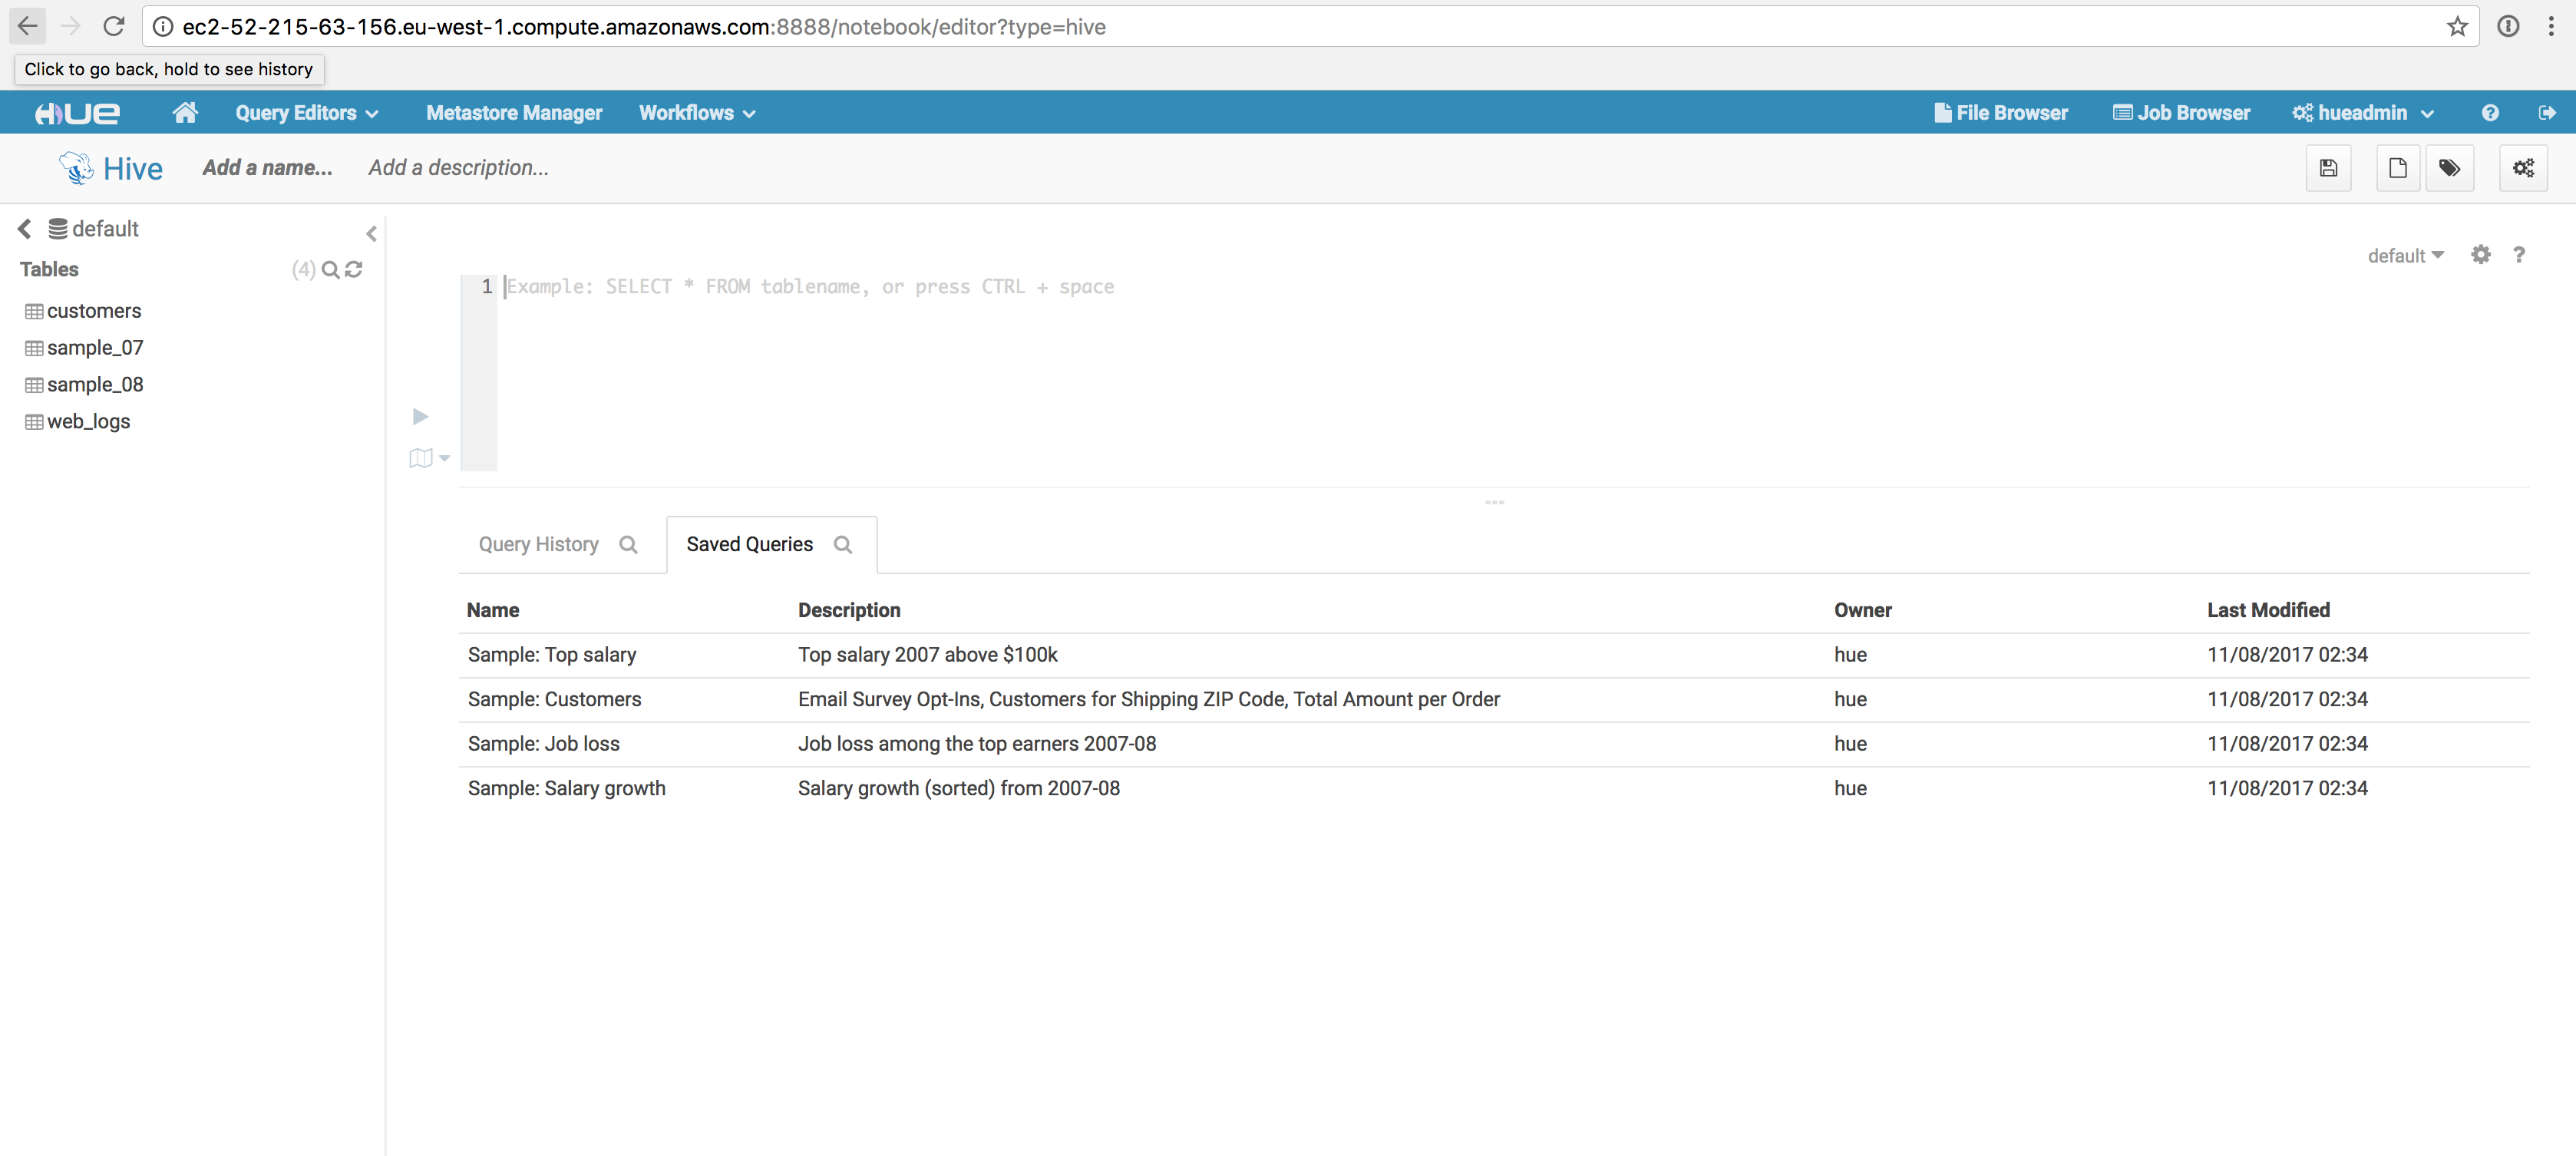 ec2-52-215-63-156.eu-west-1.compute.amazonaws.com:8888/notebook/editor?type=hive
Click to go back, hold to see history
HUE Query Editors Metastore Manager Workflows File Browser Job Browser hueadmin ?
Hive Add a name... Add a description...
default
default ?
Tables (4)
1 Example: SELECT * FROM tablename, or press CTRL + space
customers
sample_07
sample_08
web_logs
Query History Saved Queries
Name Description Owner Last Modified
Sample: Top salary Top salary 2007 above $100k hue 11/08/2017 02:34
Sample: Customers Email Survey Opt-Ins, Customers for Shipping ZIP Code, Total Amount per Order hue 11/08/2017 02:34
Sample: Job loss Job loss among the top earners 2007-08 hue 11/08/2017 02:34
Sample: Salary growth Salary growth (sorted) from 2007-08 hue 11/08/2017 02:34